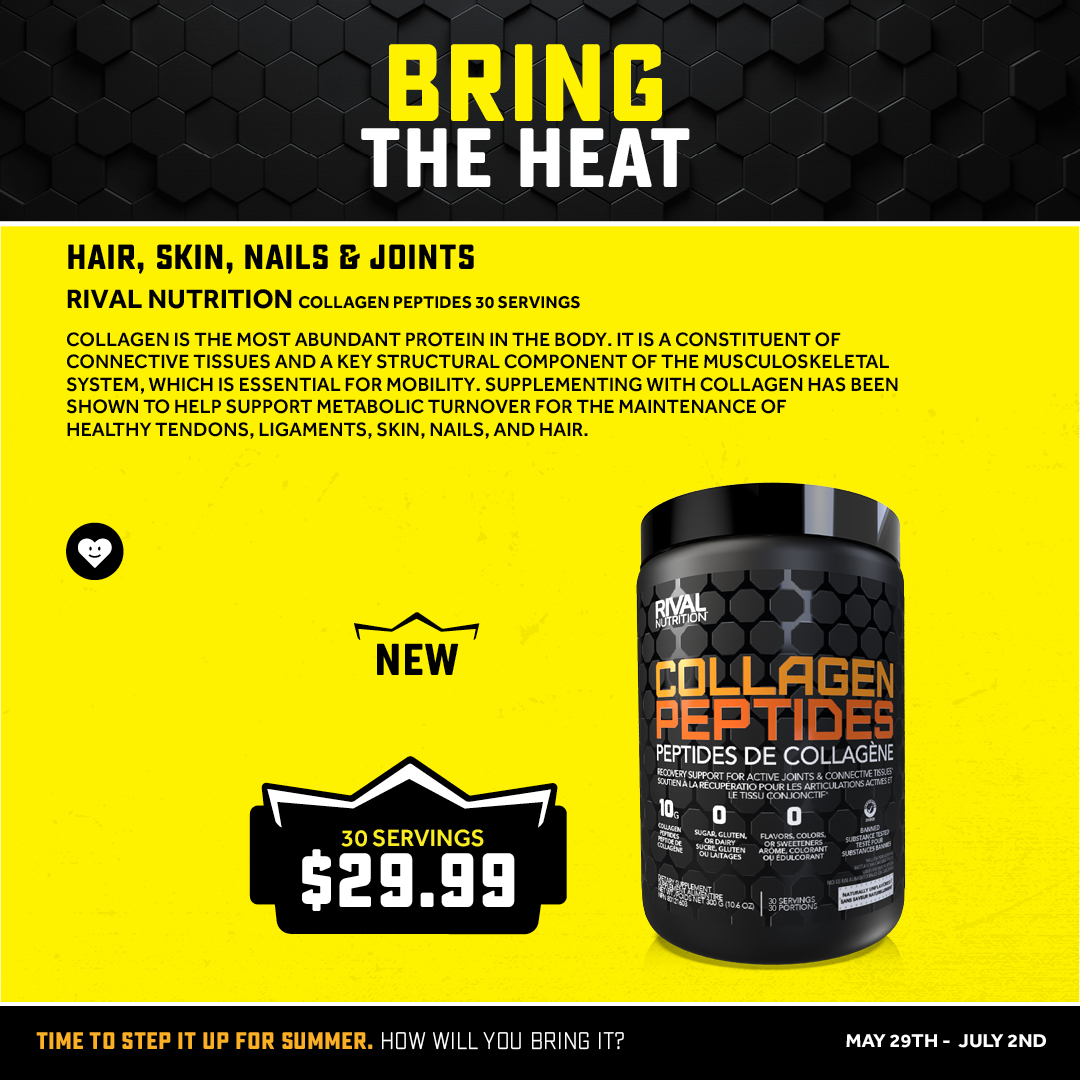 BRING
THE HEAT
HAIR, SKIN, NAILS & JOINTS
RIVAL NUTRITION COLLAGEN PEPTIDES 30 SERVINGS
COLLAGEN IS THE MOST ABUNDANT PROTEIN IN THE BODY. IT IS A CONSTITUENT OF
CONNECTIVE TISSUES AND A KEY STRUCTURAL COMPONENT OF THE MUSCULOSKELETAL
SYSTEM, WHICH IS ESSENTIAL FOR MOBILITY. SUPPLEMENTING WITH COLLAGEN HAS BEEN
SHOWN TO HELP SUPPORT METABOLIC TURNOVER FOR THE MAINTENANCE OF
HEALTHY TENDONS, LIGAMENTS, SKIN, NAILS, AND HAIR.
NEW
30 SERVINGS
$29.99
RIVAL
NUTRITION
COLLAGEN
PEPTIDES
PEPTIDES DE COLLAGÈNE
RECOVERY SUPPORT FOR ACTIVE JOINTS & CONNECTIVE TISSUES*
SOUTIEN À LA RÉCUPÉRATIO POUR LES ARTICULATIONS ACTIVES ET
LE TISSU CONJONCTIF*
10G
COLLAGEN
PEPTIDES
PEPTIDE DE
COLLAGÈNE
0
SUGAR, GLUTEN,
OR DAIRY
SUCRE, GLUTEN
OU LAITAGES
0
FLAVORS, COLORS,
OR SWEETENERS
ARÔME, COLORANT
OU ÉDULCORANT
BANNED
SUBSTANCE TESTED
TESTÉ POUR
SUBSTANCES BANNIES
DIETARY SUPPLEMENT
300 G (10.6 OZ)
30 SERVINGS
30 PORTIONS
NATURALLY UNFLAVORED
SANS SAVEUR NATURELLEMENT
TIME TO STEP IT UP FOR SUMMER. HOW WILL YOU BRING IT?
MAY 29TH - JULY 2ND